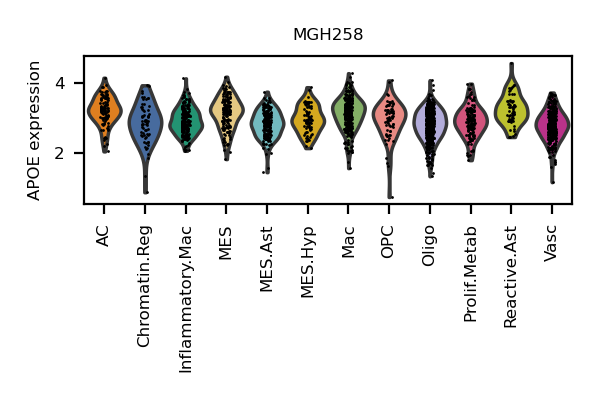 MGH258
APOE expression
4
2
AC
Chromatin.Reg
Inflammatory.Mac
MES
MES.Ast
MES.Hyp
Mac
OPC
Oligo
Prolif.Metab
Reactive.Ast
Vasc